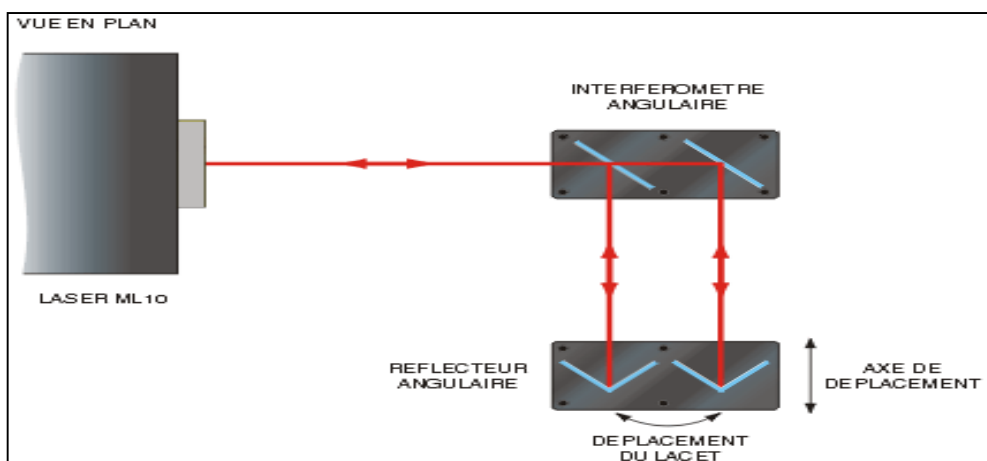 VUE EN PLAN
INTERFEROMETRE
ANGULAIRE
LASER ML10
REFLECTEUR
ANGULAIRE
AXE DE
DEPLACEMENT
DEPLACEMENT
DU LACET